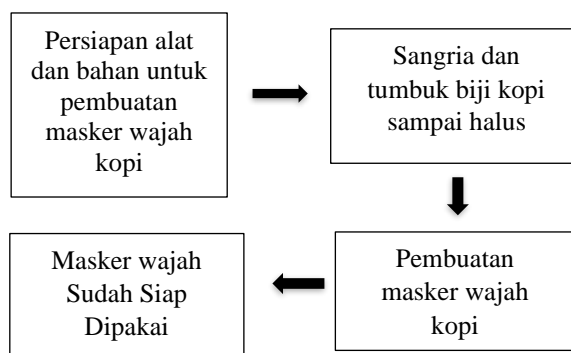 Persiapan alat
dan bahan untuk
pembuatan
masker wajah
kopi
Sangria dan
tumbuk biji kopi
sampai halus
Pembuatan
masker wajah
kopi
Masker wajah
Sudah Siap
Dipakai